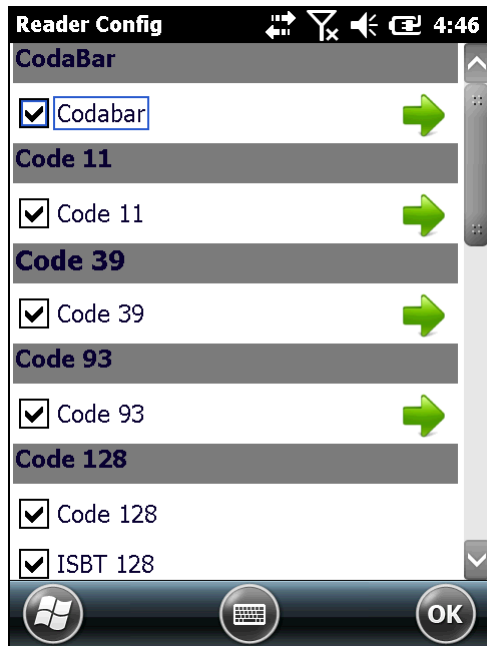 Reader Config 4:46
CodaBar
Codabar
Code 11
Code 11
Code 39
Code 39
Code 93
Code 93
Code 128
Code 128
ISBT 128
OK